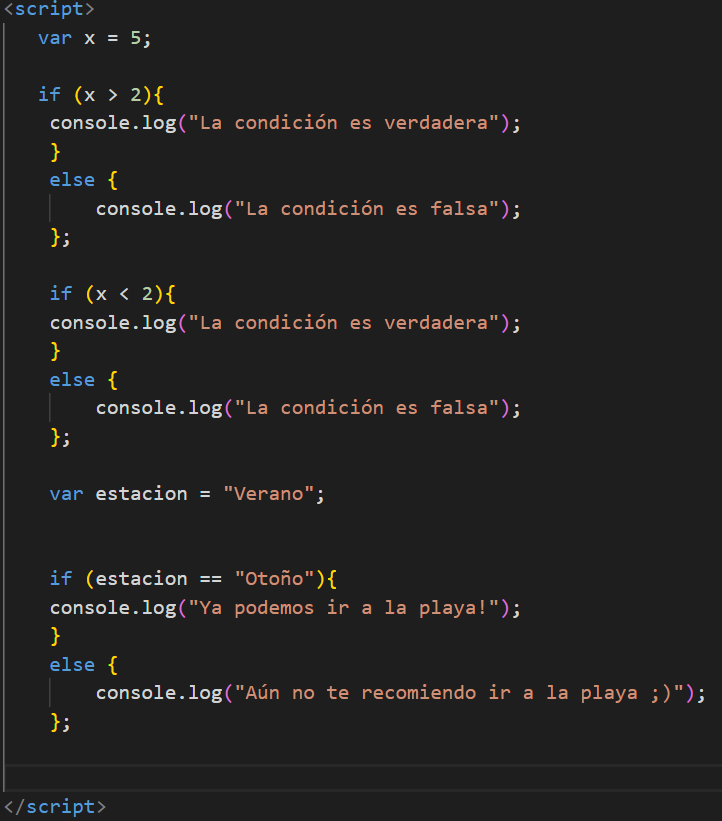 <script>
var x = 5;
if (x > 2){
console.log("La condición es verdadera");
}
else {
console.log("La condición es falsa");
};
if (x < 2){
console.log("La condición es verdadera");
}
else {
console.log("La condición es falsa");
};
var estacion = "Verano";
if (estacion == "Otoño"){
console.log("Ya podemos ir a la playa!");
}
else {
console.log("Aún no te recomiendo ir a la playa ;)");
};
</script>